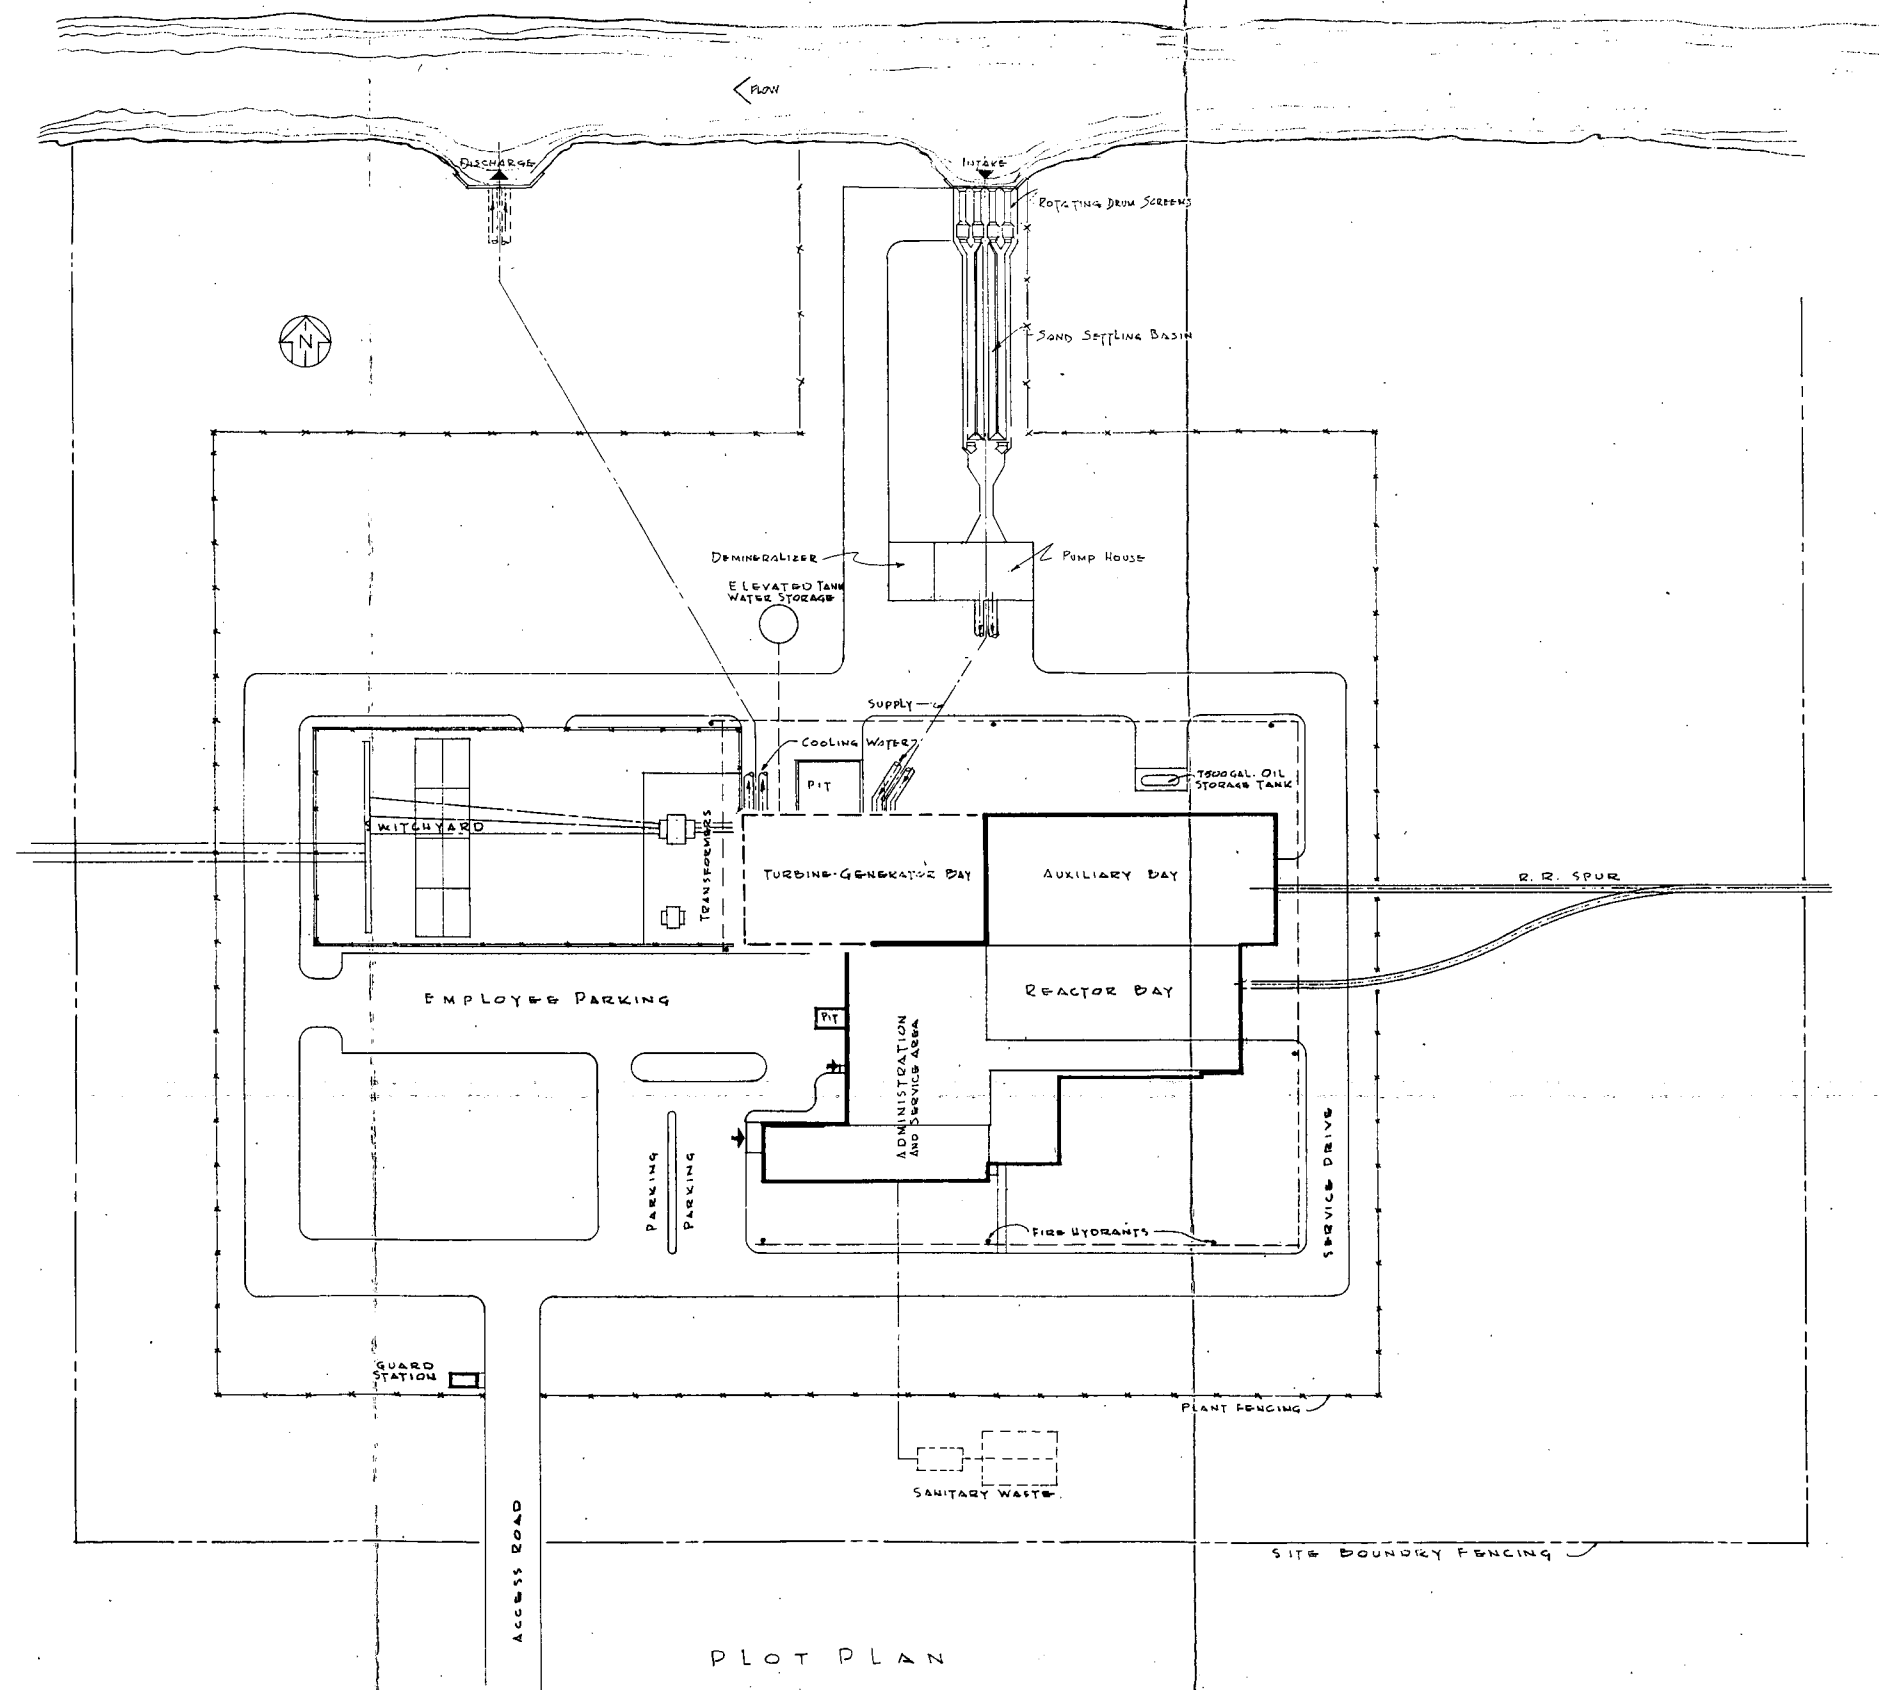 FLOW
DISCHARGE
INTAKE
ROTATING DRUM SCREENS
N
SAND SETTLING BASIN
DEMINERALIZER
PUMP HOUSE
ELEVATED TANK
WATER STORAGE
SUPPLY
COOLING WATER
PIT
7500 GAL. OIL
STORAGE TANK
SWITCHYARD
TRANSFORMERS
TURBINE-GENERATOR BAY
AUXILIARY BAY
R.R. SPUR
EMPLOYEE PARKING
REACTOR BAY
PIT
ADMINISTRATION
AND SERVICE AREA
PARKING
PARKING
SERVICE DRIVE
FIRE HYDRANTS
GUARD
STATION
PLANT FENCING
SANITARY WASTE.
ACCESS ROAD
SITE BOUNDRY FENCING
PLOT PLAN